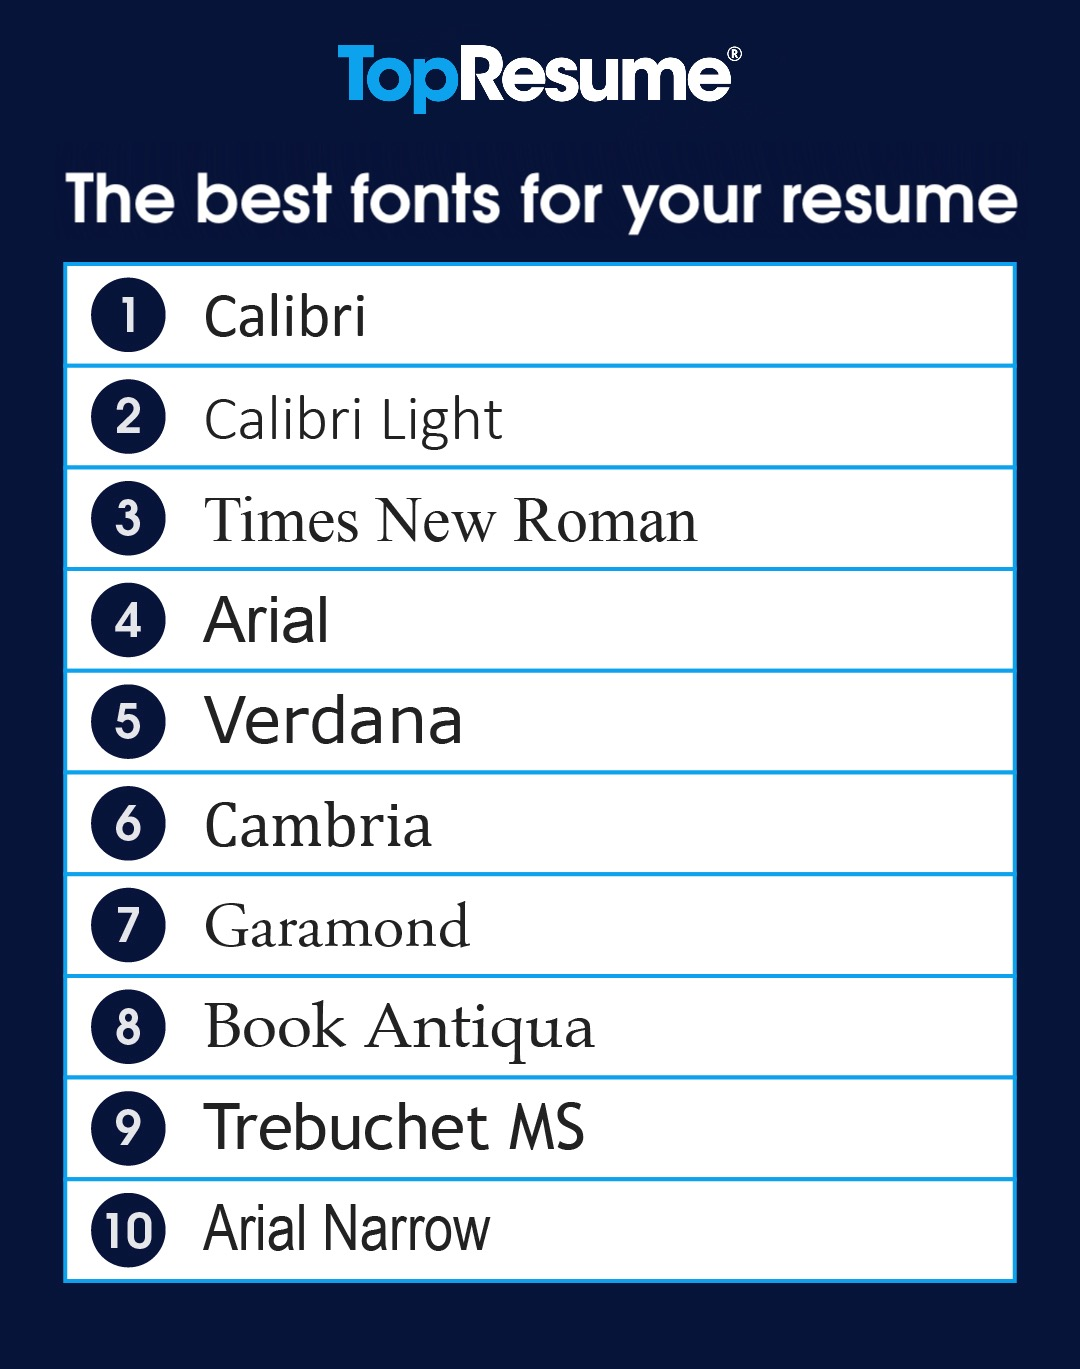 TopResume®
The best fonts for your resume
1 Calibri
2 Calibri Light
3 Times New Roman
4 Arial
5 Verdana
6 Cambria
7 Garamond
8 Book Antiqua
9 Trebuchet MS
10 Arial Narrow